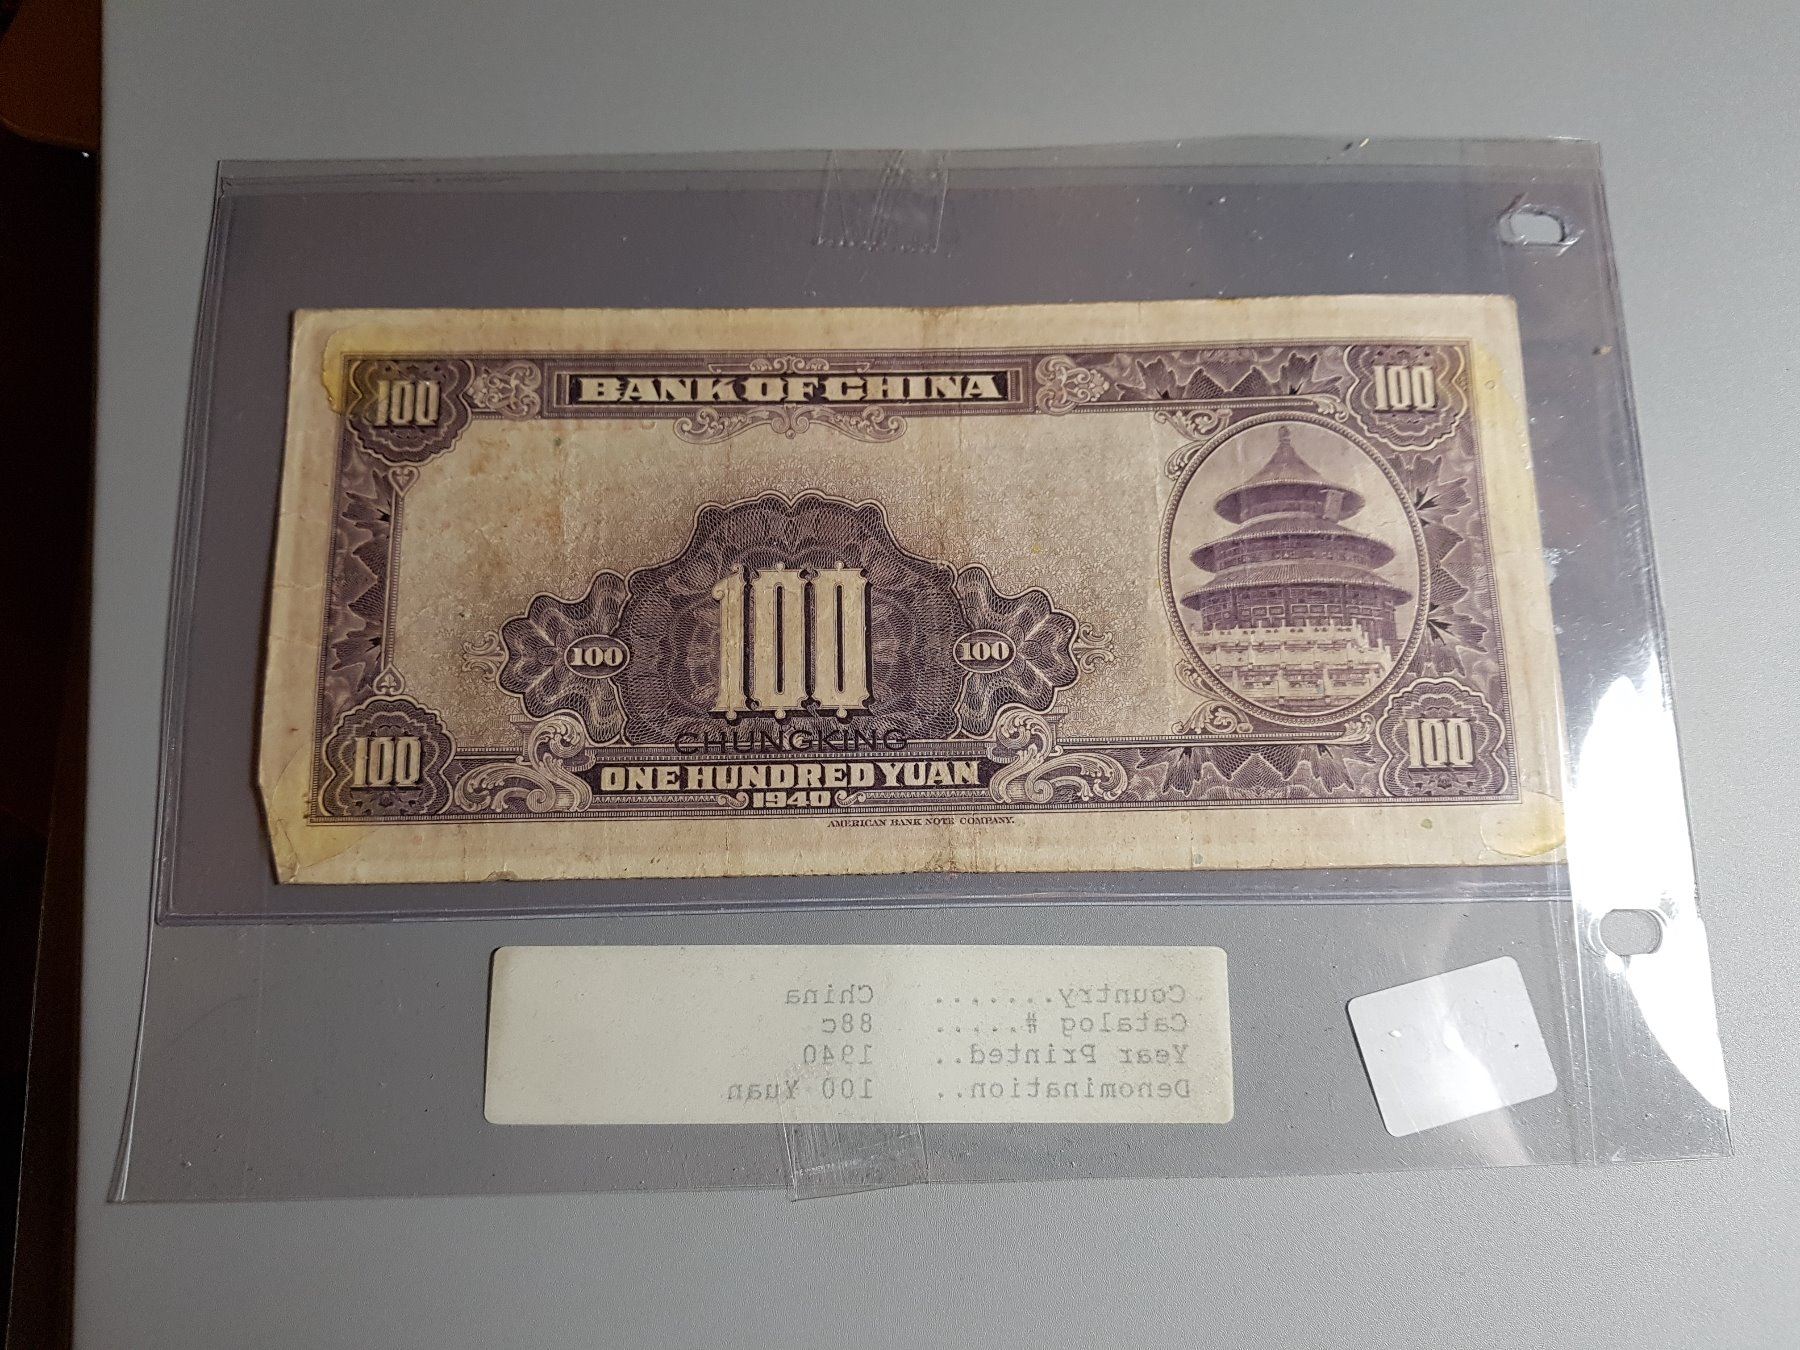 100 BANK OF CHINA 100
100 100 100
CHUNGKING
100 ONE HUNDRED YUAN 100
1940
AMERICAN BANK NOTE COMPANY.
Country....... China
Catalog #..... 88c
Year Printed.. 1940
Denomination.. 100 Yuan